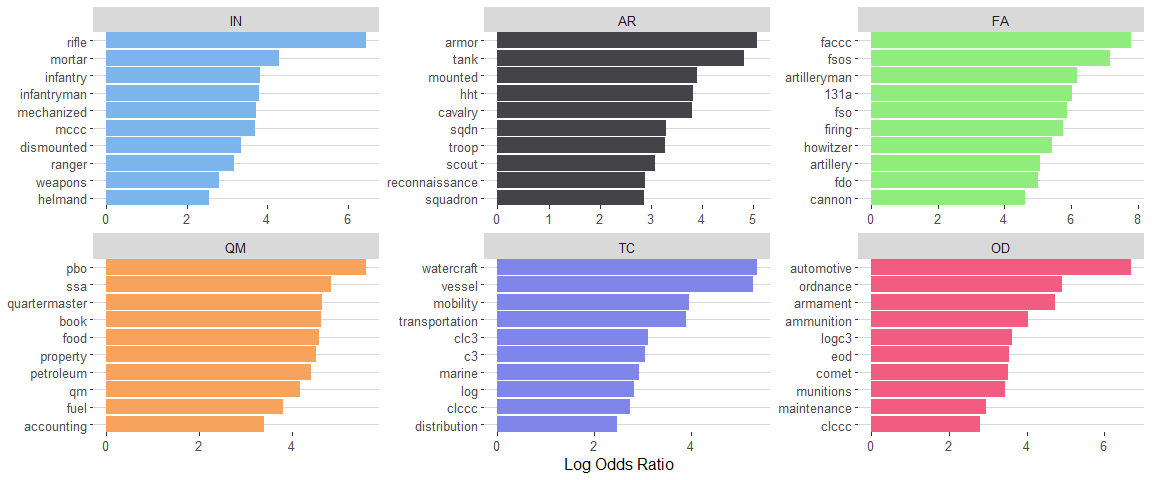 IN
rifle
mortar
infantry
infantryman
mechanized
mccc
dismounted
ranger
weapons
helmand
0 2 4 6
AR
armor
tank
mounted
hht
cavalry
sqdn
troop
scout
reconnaissance
squadron
0 1 2 3 4 5
FA
faccc
fsos
artilleryman
131a
fso
firing
howitzer
artillery
fdo
cannon
0 2 4 6 8
QM
pbo
ssa
quartermaster
book
food
property
petroleum
qm
fuel
accounting
0 2 4
TC
watercraft
vessel
mobility
transportation
clc3
c3
marine
log
clccc
distribution
0 2 4
OD
automotive
ordnance
armament
ammunition
logc3
eod
comet
munitions
maintenance
clccc
0 2 4 6
Log Odds Ratio